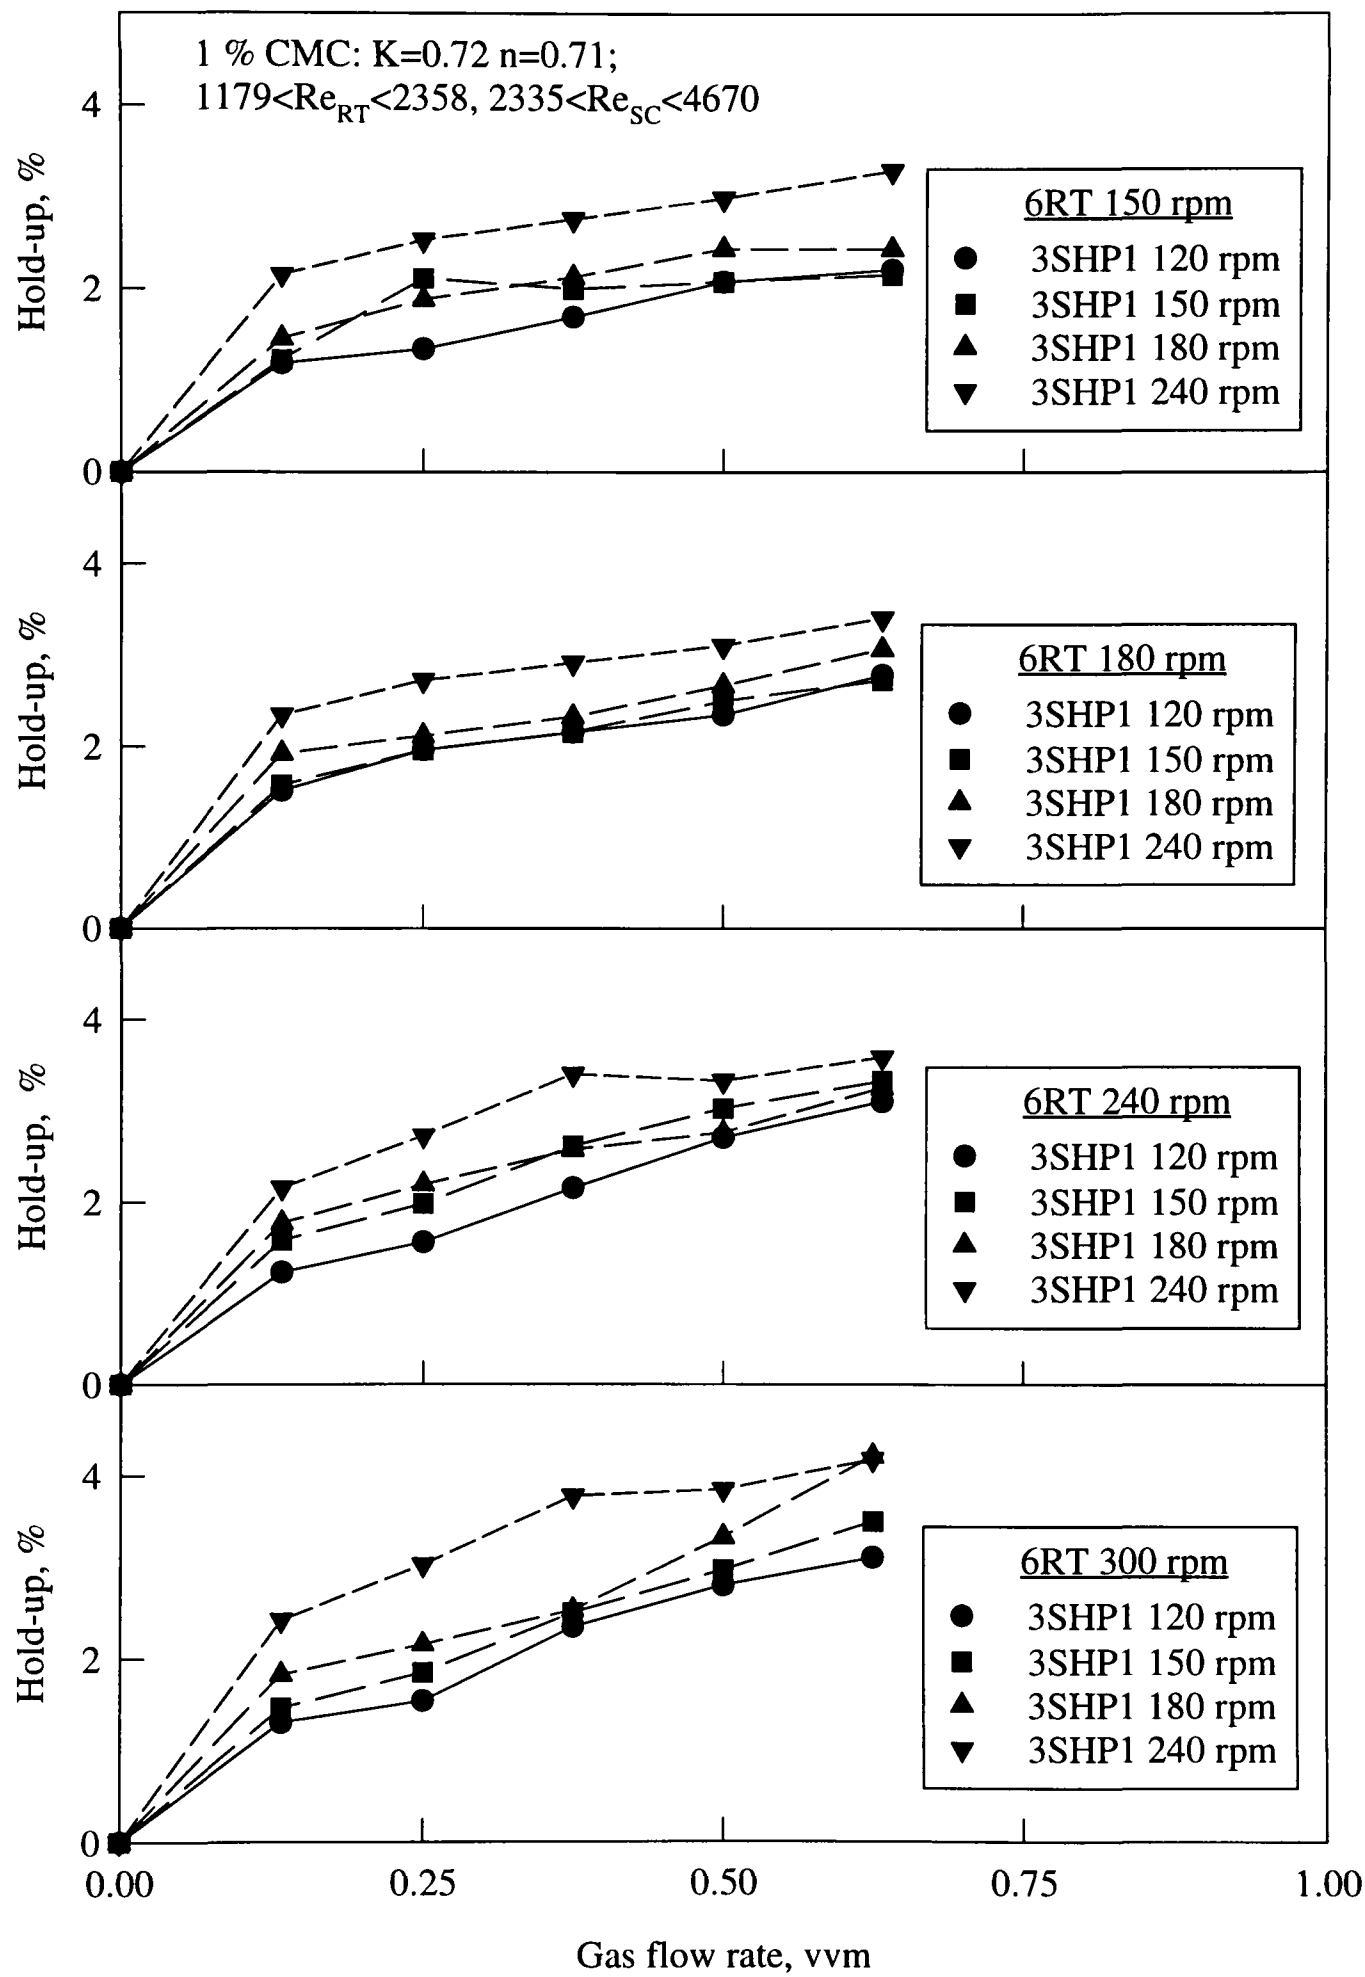 1 % CMC: K=0.72 n=0.71;
1179<Re_RT<2358, 2335<Re_SC<4670
Hold-up, %
4
2
0
6RT 150 rpm
3SHP1 120 rpm
3SHP1 150 rpm
3SHP1 180 rpm
3SHP1 240 rpm
Hold-up, %
4
2
0
6RT 180 rpm
3SHP1 120 rpm
3SHP1 150 rpm
3SHP1 180 rpm
3SHP1 240 rpm
Hold-up, %
4
2
0
6RT 240 rpm
3SHP1 120 rpm
3SHP1 150 rpm
3SHP1 180 rpm
3SHP1 240 rpm
Hold-up, %
4
2
0
6RT 300 rpm
3SHP1 120 rpm
3SHP1 150 rpm
3SHP1 180 rpm
3SHP1 240 rpm
0.00 0.25 0.50 0.75 1.00
Gas flow rate, vvm